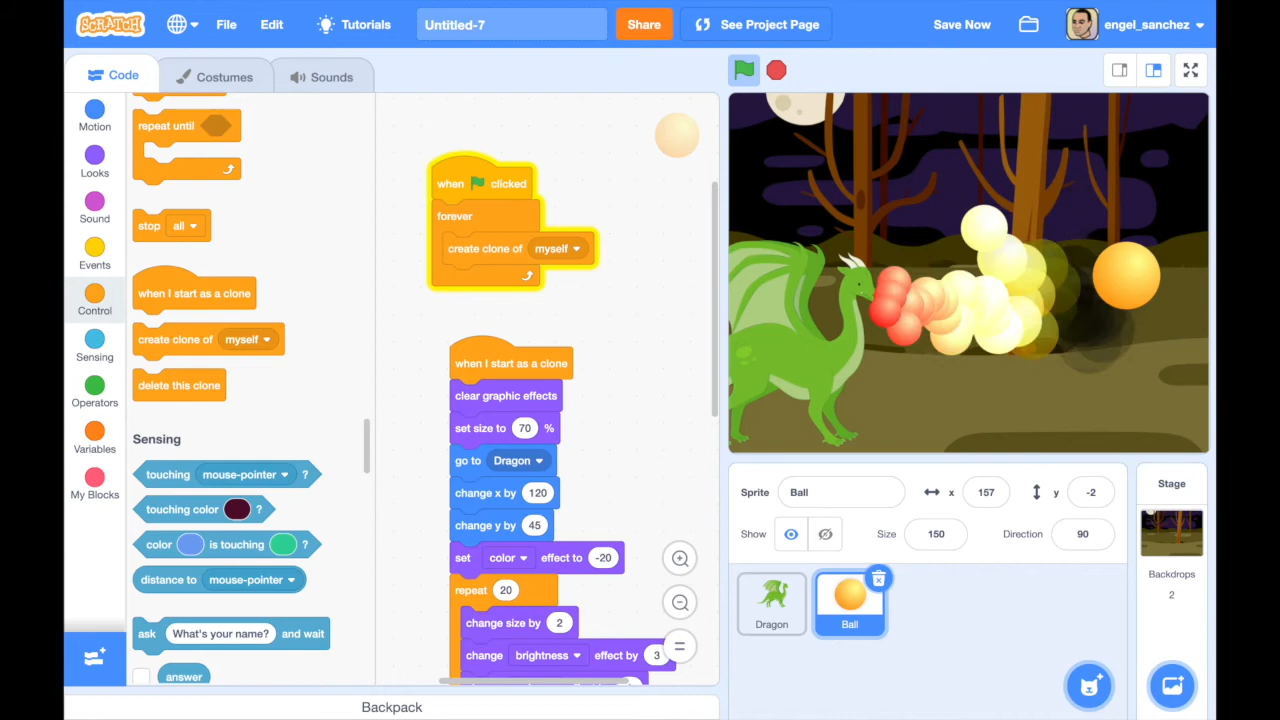 SCRATCH
File
Edit
Tutorials
Untitled-7
Share
See Project Page
Save Now
engel_sanchez
Code
Costumes
Sounds
Motion
Looks
Sound
Events
Control
Sensing
Operators
Variables
My Blocks
repeat until
stop all
when I start as a clone
create clone of myself
delete this clone
Sensing
touching mouse-pointer ?
touching color ?
color is touching ?
distance to mouse-pointer
ask What's your name? and wait
answer
when clicked
forever
create clone of myself
when I start as a clone
clear graphic effects
set size to 70 %
go to Dragon
change x by 120
change y by 45
set color effect to -20
repeat 20
change size by 2
change brightness effect by 3
Sprite Ball x 157 y -2
Show Size 150 Direction 90
Dragon
Ball
Stage
Backdrops
2
Backpack